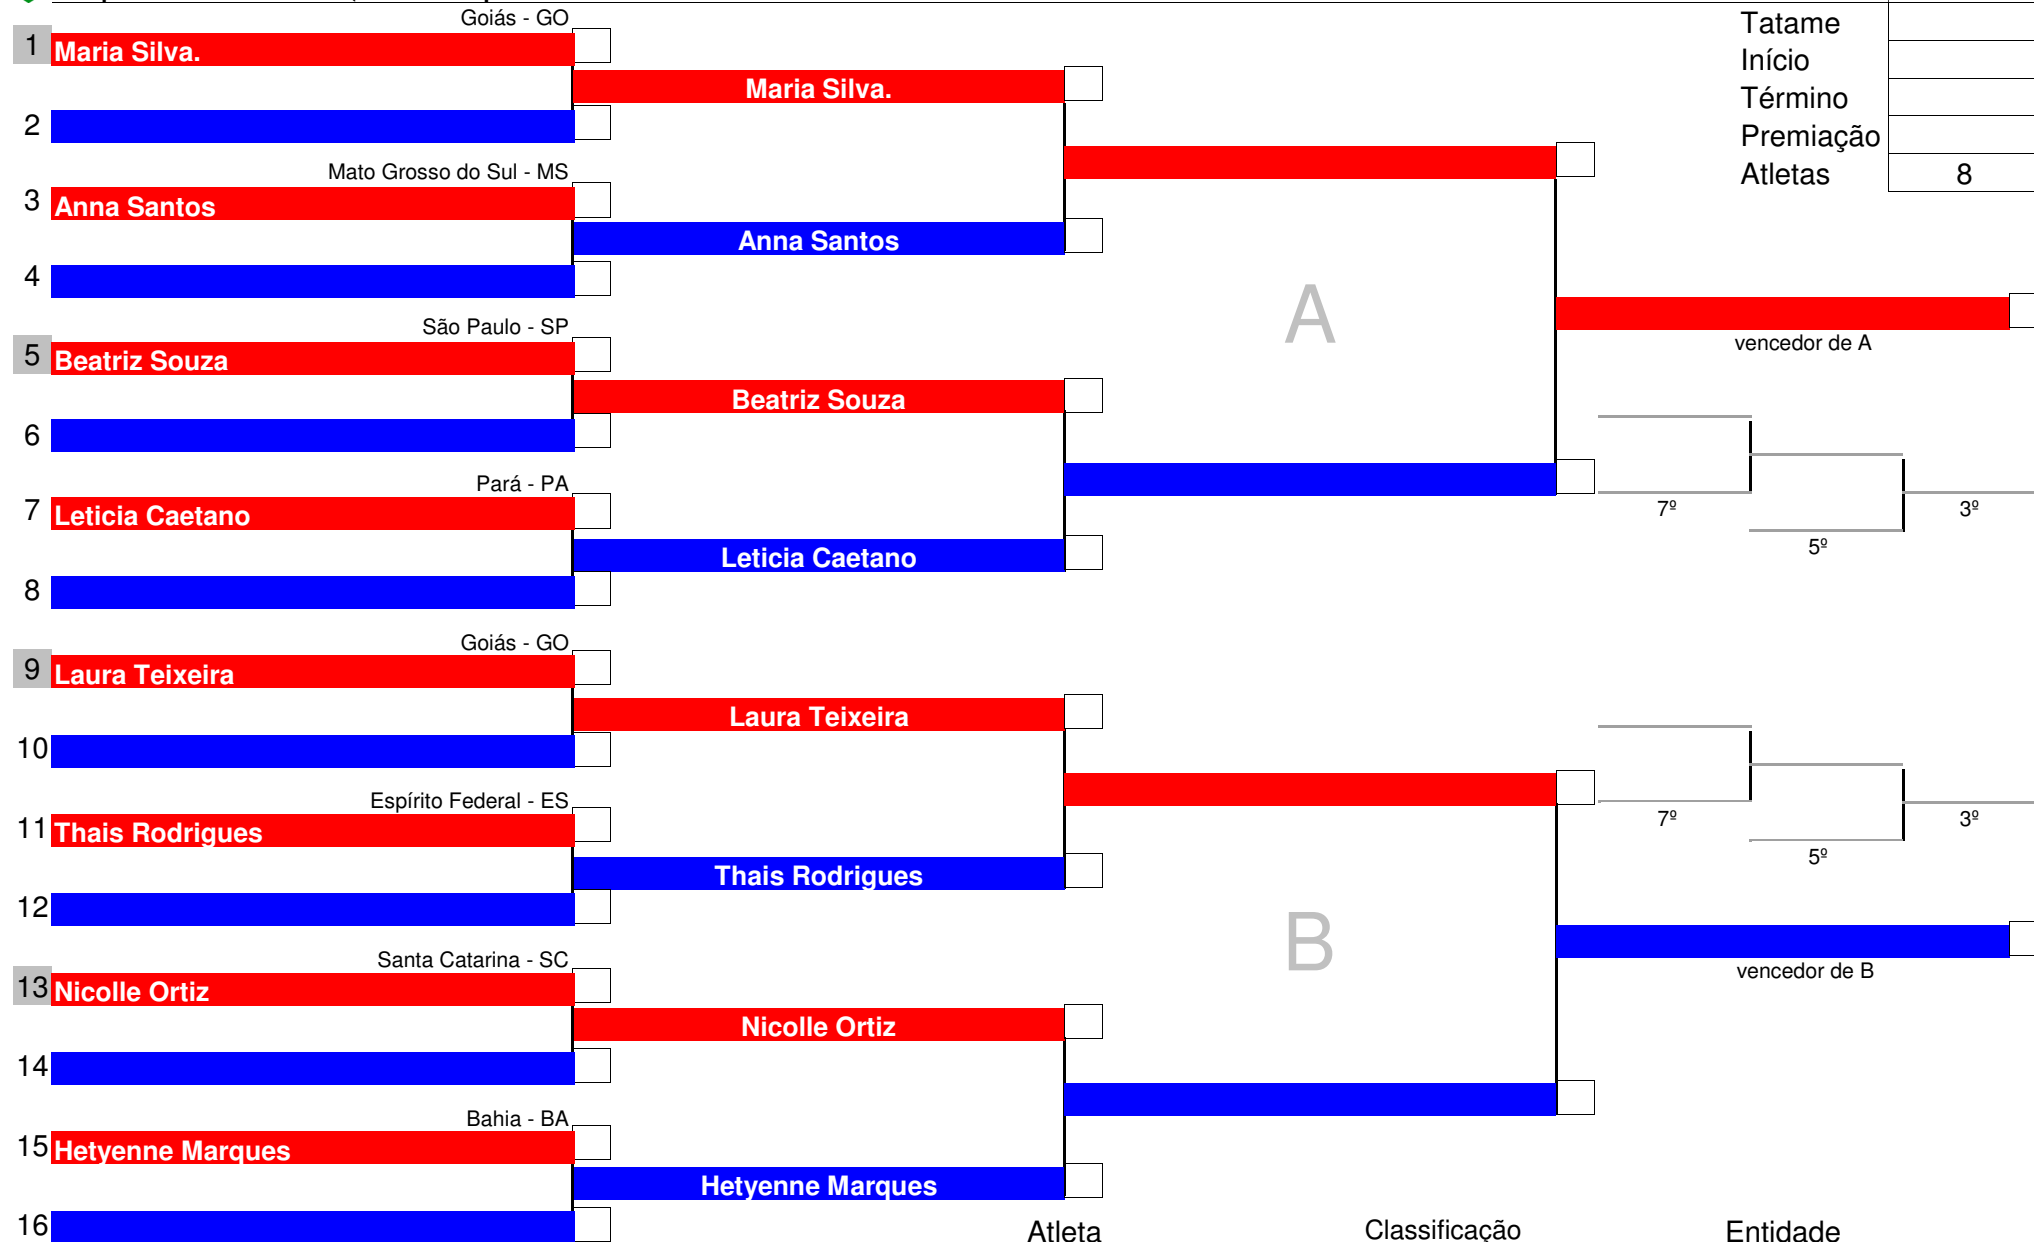 Goiás - GO
1 Maria Silva.
Maria Silva.
2
Mato Grosso do Sul - MS
3 Anna Santos
Anna Santos
4
A
São Paulo - SP
5 Beatriz Souza
Beatriz Souza
6
Pará - PA
7 Leticia Caetano
Leticia Caetano
8
Goiás - GO
9 Laura Teixeira
Laura Teixeira
10
Espírito Federal - ES
11 Thais Rodrigues
Thais Rodrigues
12
B
Santa Catarina - SC
13 Nicolle Ortiz
Nicolle Ortiz
14
Bahia - BA
15 Hetyenne Marques
Hetyenne Marques
16
Tatame
Início
Término
Premiação
Atletas 8
vencedor de A
7º
3º
5º
7º
3º
5º
vencedor de B
Atleta Classificação Entidade